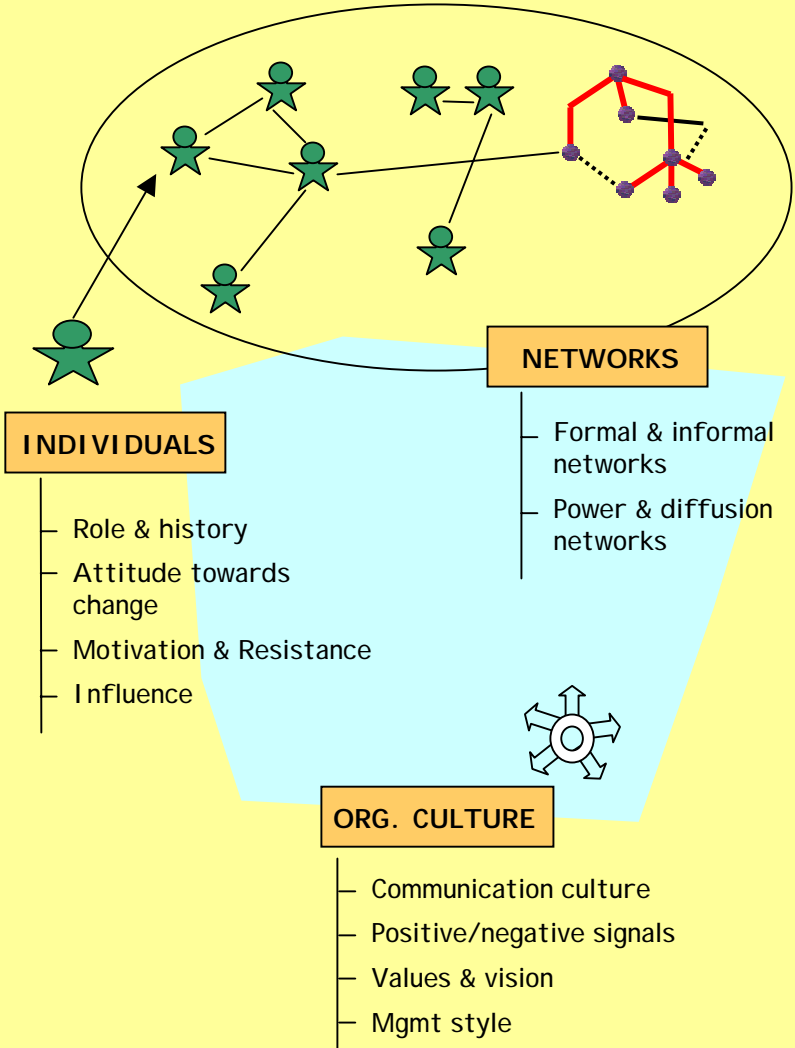 NETWORKS
Formal & informal
networks
Power & diffusion
networks
INDIVIDUALS
Role & history
Attitude towards
change
Motivation & Resistance
Influence
ORG. CULTURE
Communication culture
Positive/negative signals
Values & vision
Mgmt style